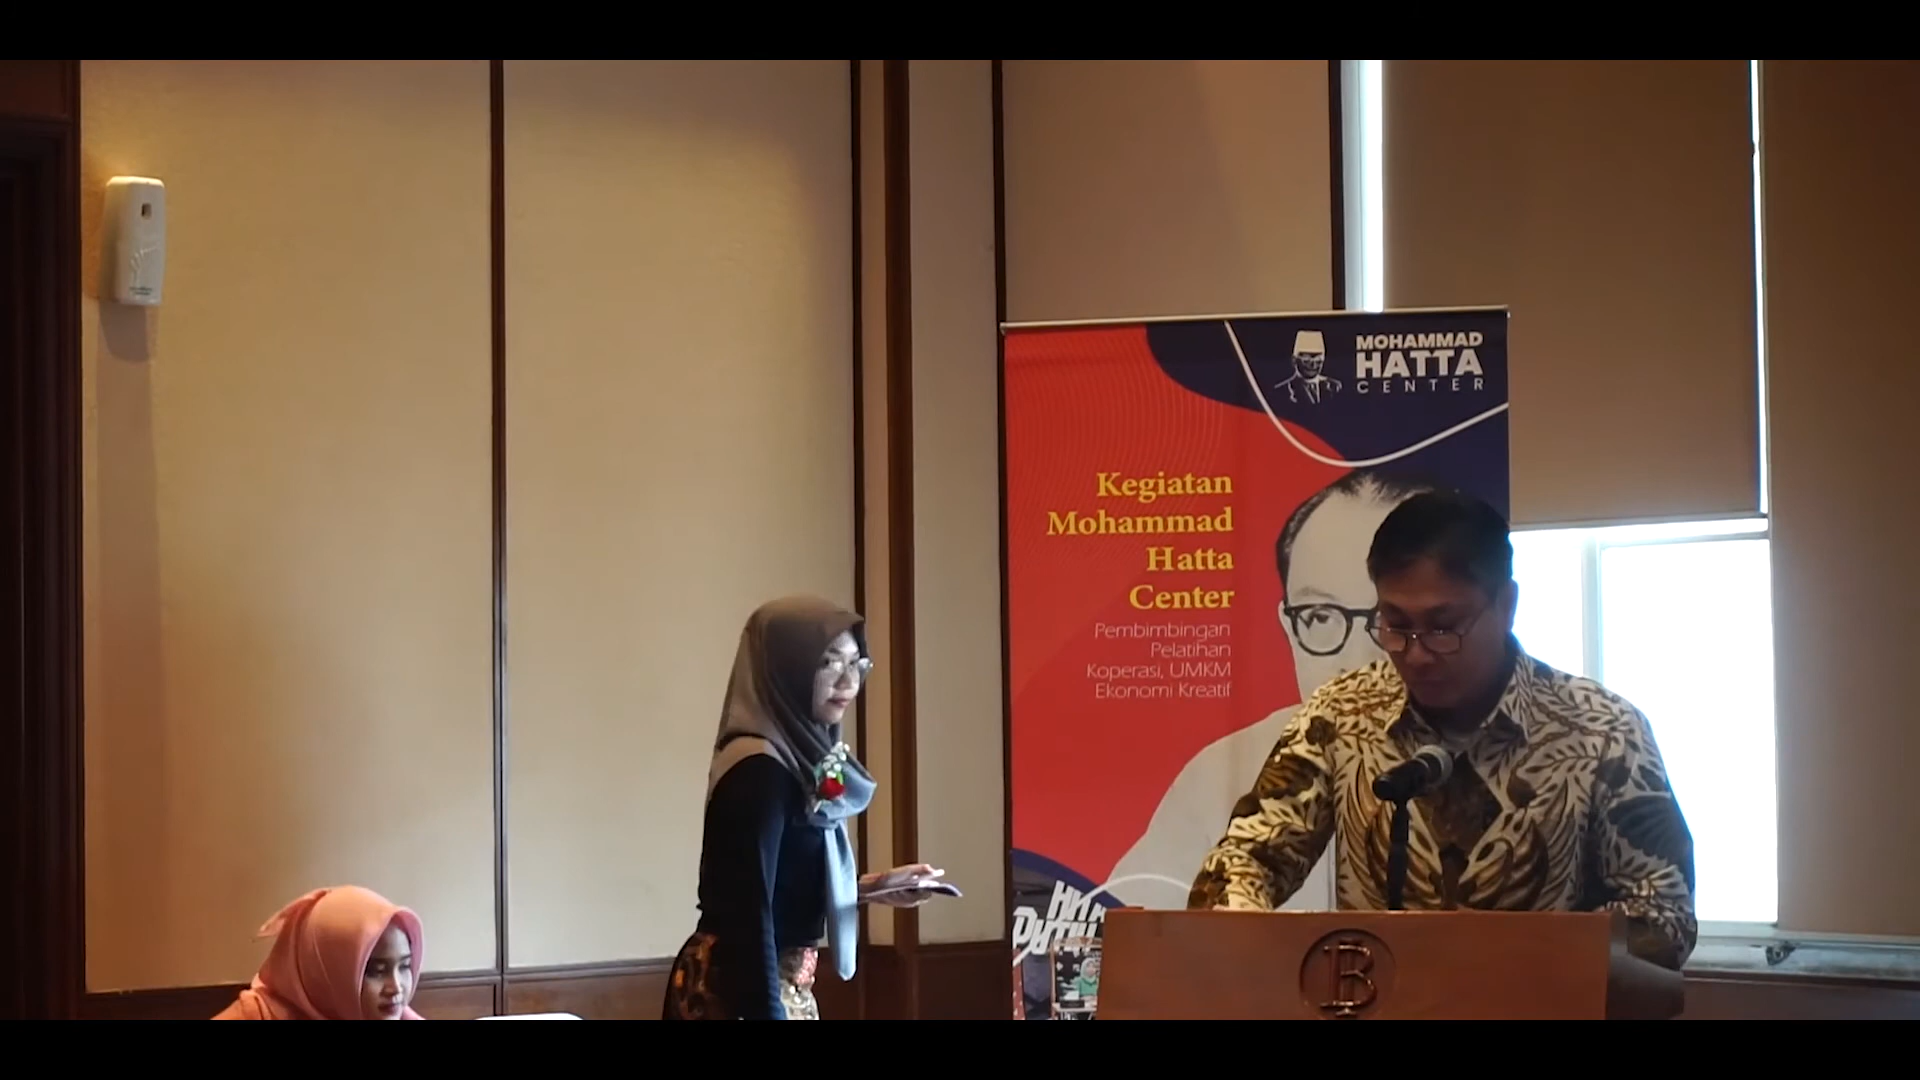 MOHAMMAD
HATTA
CENTER
Kegiatan
Mohammad
Hatta
Center
Pembimbingan
Pelatihan
Koperasi, UMKM
Ekonomi Kreatif
B